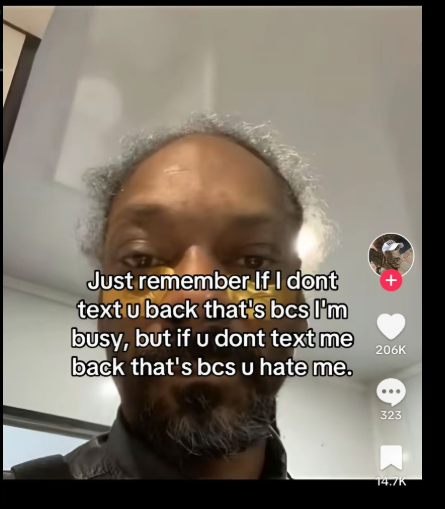 Just remember If I dont
text u back that's bcs I'm
busy, but if u dont text me
back that's bcs u hate me.
206K
323
14.7K